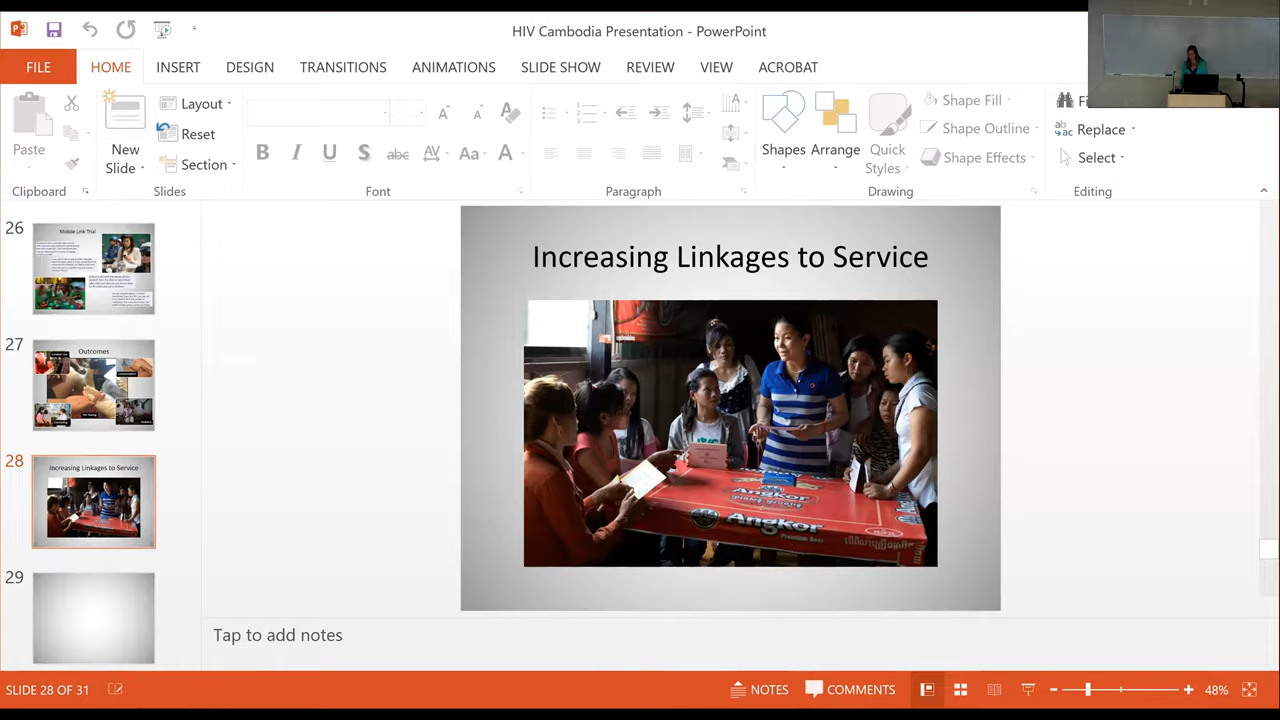 HIV Cambodia Presentation - PowerPoint
FILE
HOME
INSERT
DESIGN
TRANSITIONS
ANIMATIONS
SLIDE SHOW
REVIEW
VIEW
ACROBAT
Paste
New
Slide
Layout
Reset
Section
B I U S abc AV Aa A
Shapes
Arrange
Quick
Styles
Shape Fill
Shape Outline
Shape Effects
Replace
Select
Clipboard
Slides
Font
Paragraph
Drawing
Editing
26
Mobile Link Trial
27
Outcomes
28
Increasing Linkages to Service
29
Increasing Linkages to Service
Angkor
Angkor
Premium Beer
Tap to add notes
SLIDE 28 OF 31
NOTES
COMMENTS
48%